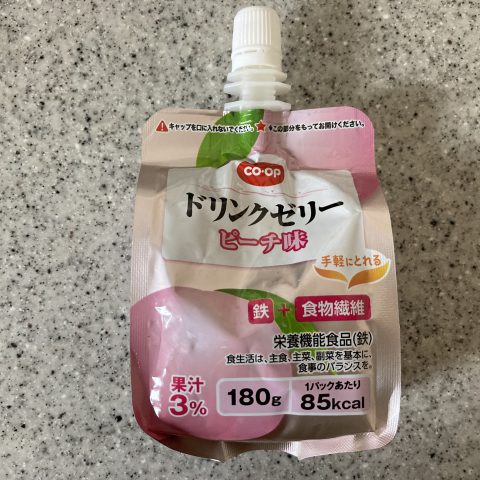 キャップを口に入れないでください。 ★この部分をもってお開けください。
CO・OP
ドリンクゼリー
ピーチ味
手軽にとれる
鉄 + 食物繊維
栄養機能食品(鉄)
食生活は、主食、主菜、副菜を基本に、
食事のバランスを。
果汁
3%
180g
1パックあたり
85kcal